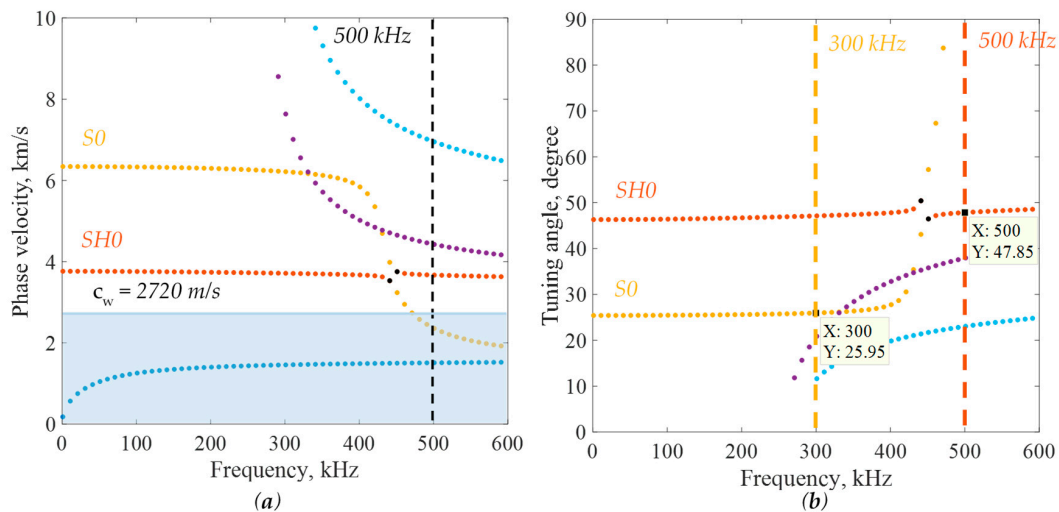 10
8
6
4
2
0
0
100
200
300
400
500
600
Phase velocity, km/s
Frequency, kHz
500 kHz
S0
SH0
c_w = 2720 m/s
(a)
90
80
70
60
50
40
30
20
10
0
0
100
200
300
400
500
600
Tuning angle, degree
Frequency, kHz
300 kHz
500 kHz
SH0
X: 500
Y: 47.85
S0
X: 300
Y: 25.95
(b)